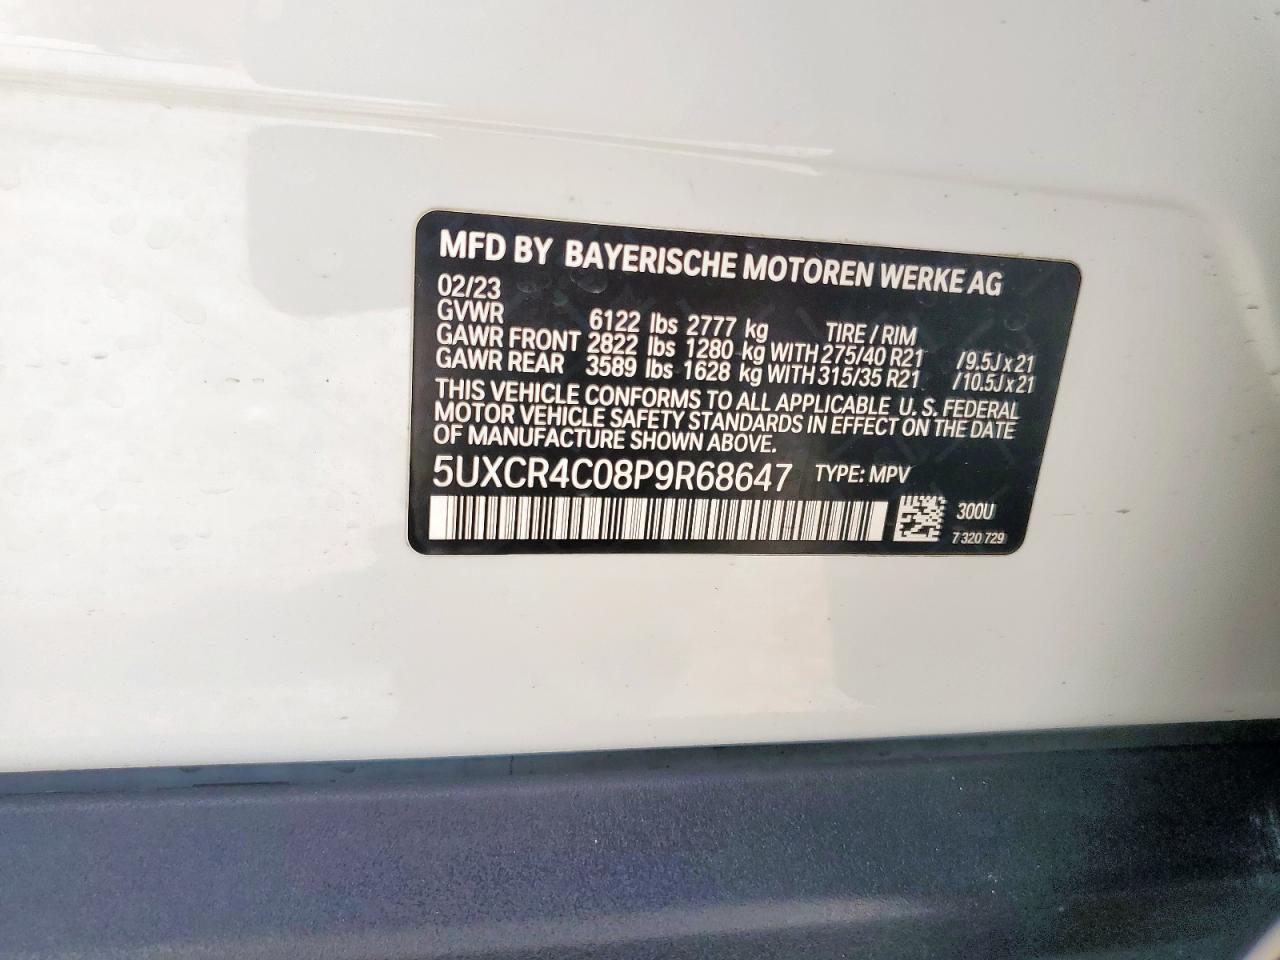 MFD BY BAYERISCHE MOTOREN WERKE AG
02/23
GVWR 6122 lbs 2777 kg TIRE / RIM
GAWR FRONT 2822 lbs 1280 kg WITH 275/40 R21 /9.5J x 21
GAWR REAR 3589 lbs 1628 kg WITH 315/35 R21 /10.5J x 21
THIS VEHICLE CONFORMS TO ALL APPLICABLE U. S. FEDERAL
MOTOR VEHICLE SAFETY STANDARDS IN EFFECT ON THE DATE
OF MANUFACTURE SHOWN ABOVE.
5UXCR4C08P9R68647 TYPE: MPV
300U
7 320 729